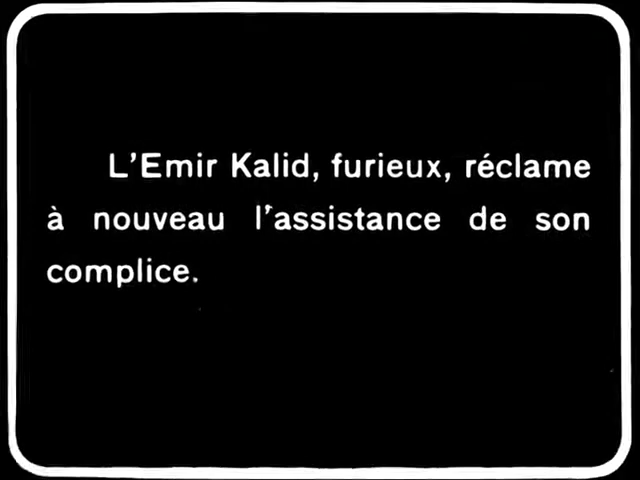 L'Emir Kalid, furieux, réclame
à nouveau l'assistance de son
complice.